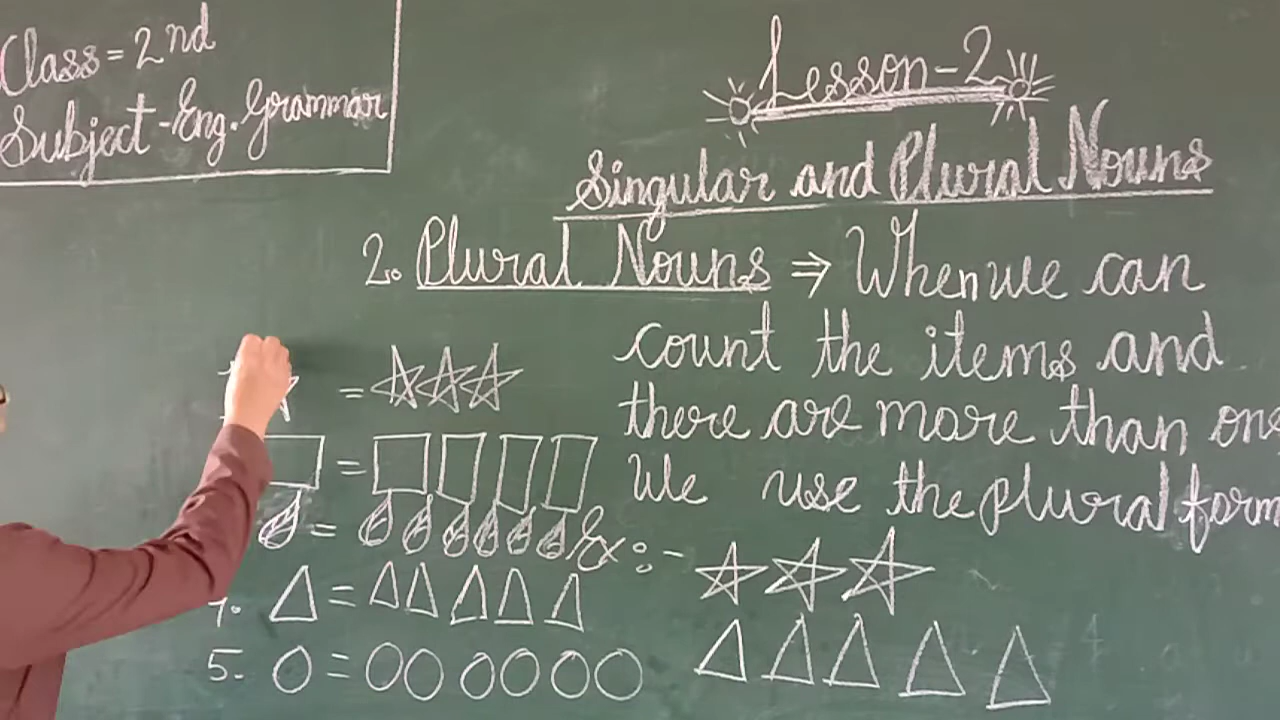 Class = 2nd
Subject - Eng. Grammar
Lesson - 2
Singular and Plural Nouns
2. Plural Nouns ⇒ When we can
count the items and
there are more than one
We use the plural form
Ex :-
=
=
=
4. =
5. =